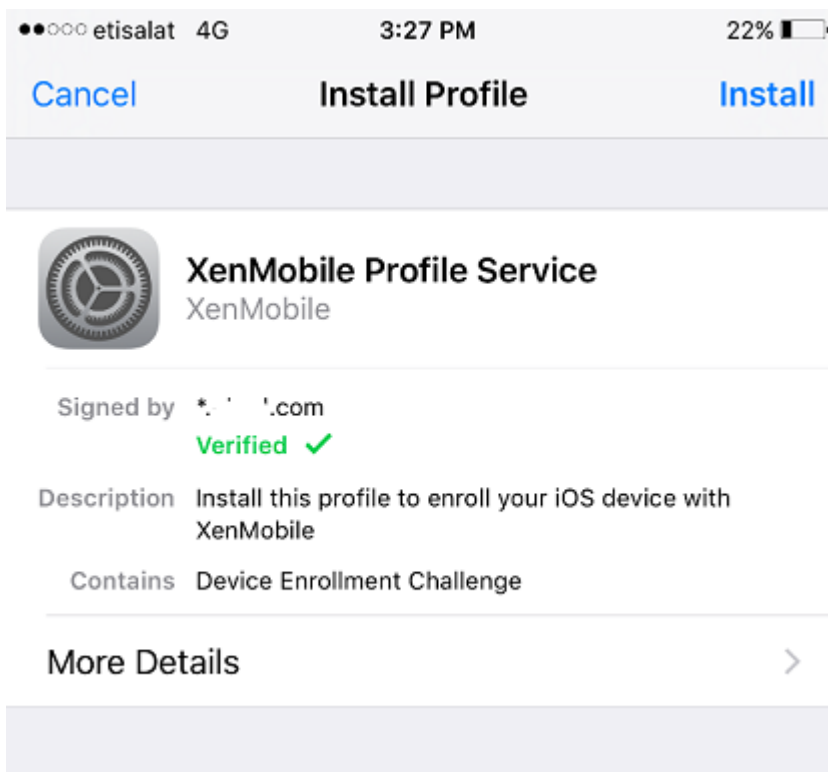 etisalat 4G 3:27 PM 22%
Cancel Install Profile Install
XenMobile Profile Service
XenMobile
Signed by *. .com
Verified ✓
Description Install this profile to enroll your iOS device with
XenMobile
Contains Device Enrollment Challenge
More Details